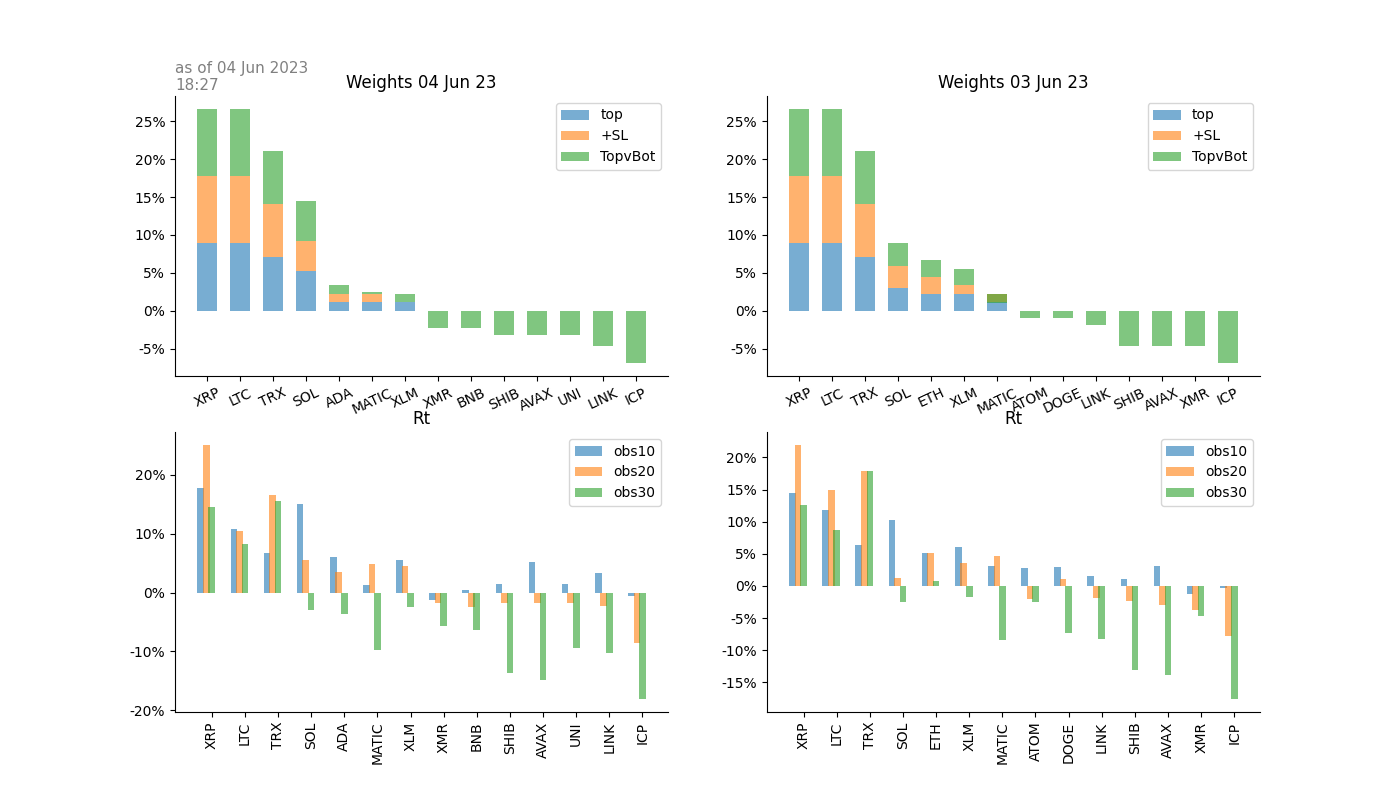 as of 04 Jun 2023
18:27
Weights 04 Jun 23
25%
20%
15%
10%
5%
0%
-5%
top
+SL
TopvBot
XRP LTC TRX SOL ADA MATIC XLM XMR BNB SHIB AVAX UNI LINK ICP
Weights 03 Jun 23
25%
20%
15%
10%
5%
0%
-5%
top
+SL
TopvBot
XRP LTC TRX SOL ETH XLM MATIC ATOM DOGE LINK SHIB AVAX XMR ICP
Rt
20%
10%
0%
-10%
-20%
obs10
obs20
obs30
XRP LTC TRX SOL ADA MATIC XLM XMR BNB SHIB AVAX UNI LINK ICP
Rt
20%
15%
10%
5%
0%
-5%
-10%
-15%
obs10
obs20
obs30
XRP LTC TRX SOL ETH XLM MATIC ATOM DOGE LINK SHIB AVAX XMR ICP